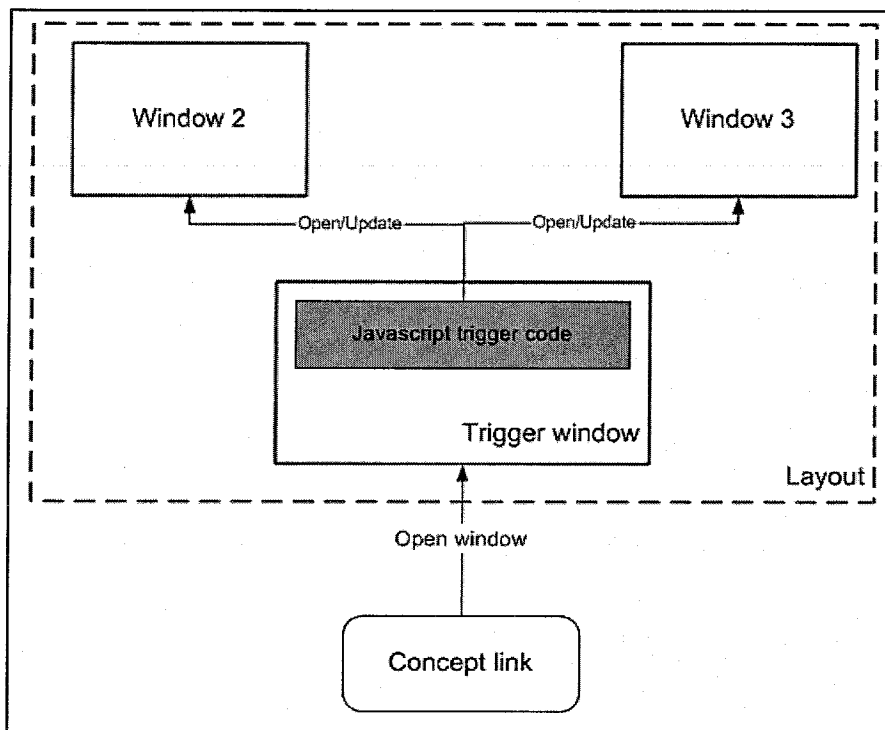 Window 2
Window 3
Open/Update
Open/Update
Javascript trigger code
Trigger window
Layout
Open window
Concept link